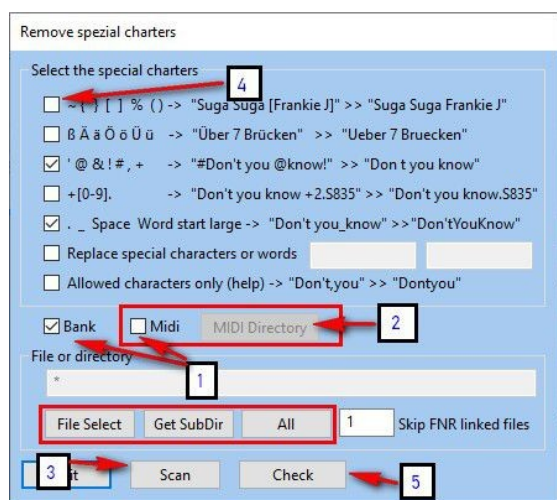 Remove spezial charters
Select the special charters
4
~ { } [ ] % ( ) -> "Suga Suga [Frankie J]" >> "Suga Suga Frankie J"
ß Ä ä Ö ö Ü ü -> "Über 7 Brücken" >> "Ueber 7 Bruecken"
' @ & ! # , + -> "#Don't you @know!" >> "Don t you know"
+[0-9]. -> "Don't you know +2.S835" >> "Don't you know.S835"
. _ Space Word start large -> "Don't you_know" >>"Don'tYouKnow"
Replace special characters or words
Allowed characters only (help) -> "Don't,you" >> "Dontyou"
Bank Midi MIDI Directory 2
1
File or directory
*
File Select Get SubDir All 1 Skip FNR linked files
3 Scan Check 5